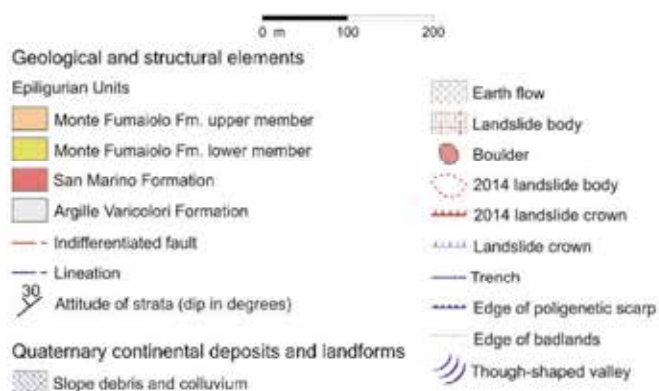 0 m 100 200
Geological and structural elements
Epiligurian Units
Monte Fumaiolo Fm. upper member
Monte Fumaiolo Fm. lower member
San Marino Formation
Argille Varicolori Formation
Indifferentiated fault
Lineation
30
Attitude of strata (dip in degrees)
Quaternary continental deposits and landforms
Slope debris and colluvium
Earth flow
Landslide body
Boulder
2014 landslide body
2014 landslide crown
Landslide crown
Trench
Edge of poligenetic scarp
Edge of badlands
Though-shaped valley